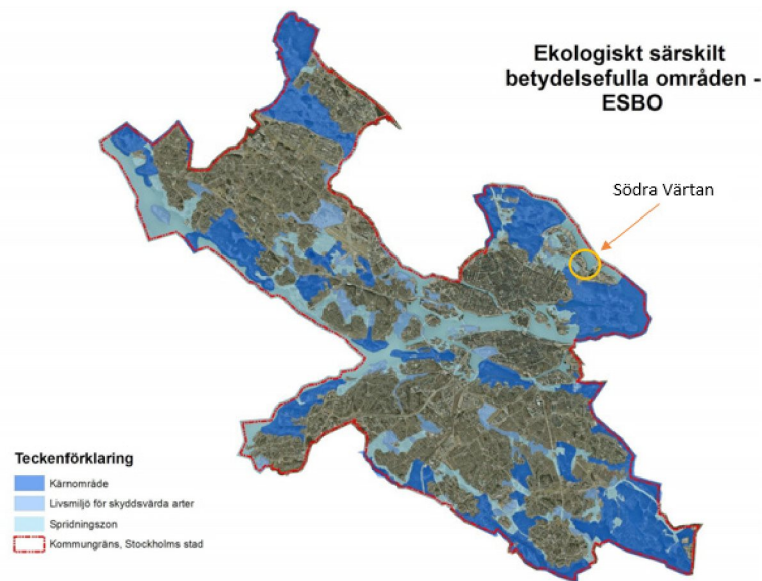 Ekologiskt särskilt
betydelsefulla områden -
ESBO
Södra Värtan
Teckenförklaring
Kärnområde
Livsmiljö för skyddsvärda arter
Spridningszon
Kommungräns, Stockholms stad